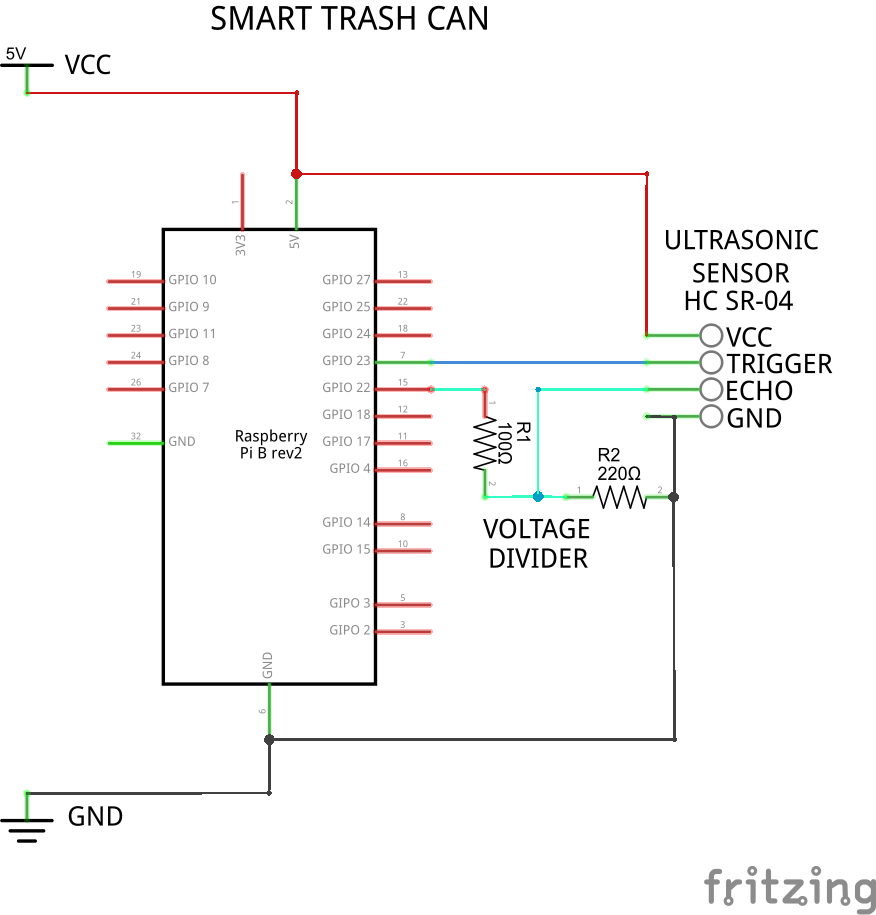 SMART TRASH CAN
5V
VCC
1
2
3V3
5V
ULTRASONIC
SENSOR
HC SR-04
VCC
TRIGGER
ECHO
GND
19 GPIO 10
21 GPIO 9
23 GPIO 11
24 GPIO 8
26 GPIO 7
32 GND
GPIO 27 13
GPIO 25 22
GPIO 24 18
GPIO 23 7
GPIO 22 15
GPIO 18 12
GPIO 17 11
GPIO 4 16
GPIO 14 8
GPIO 15 10
GIPO 3 5
GIPO 2 3
Raspberry
Pi B rev2
1
R1
100Ω
2
R2
220Ω
1
2
VOLTAGE
DIVIDER
GND
6
GND
fritzing